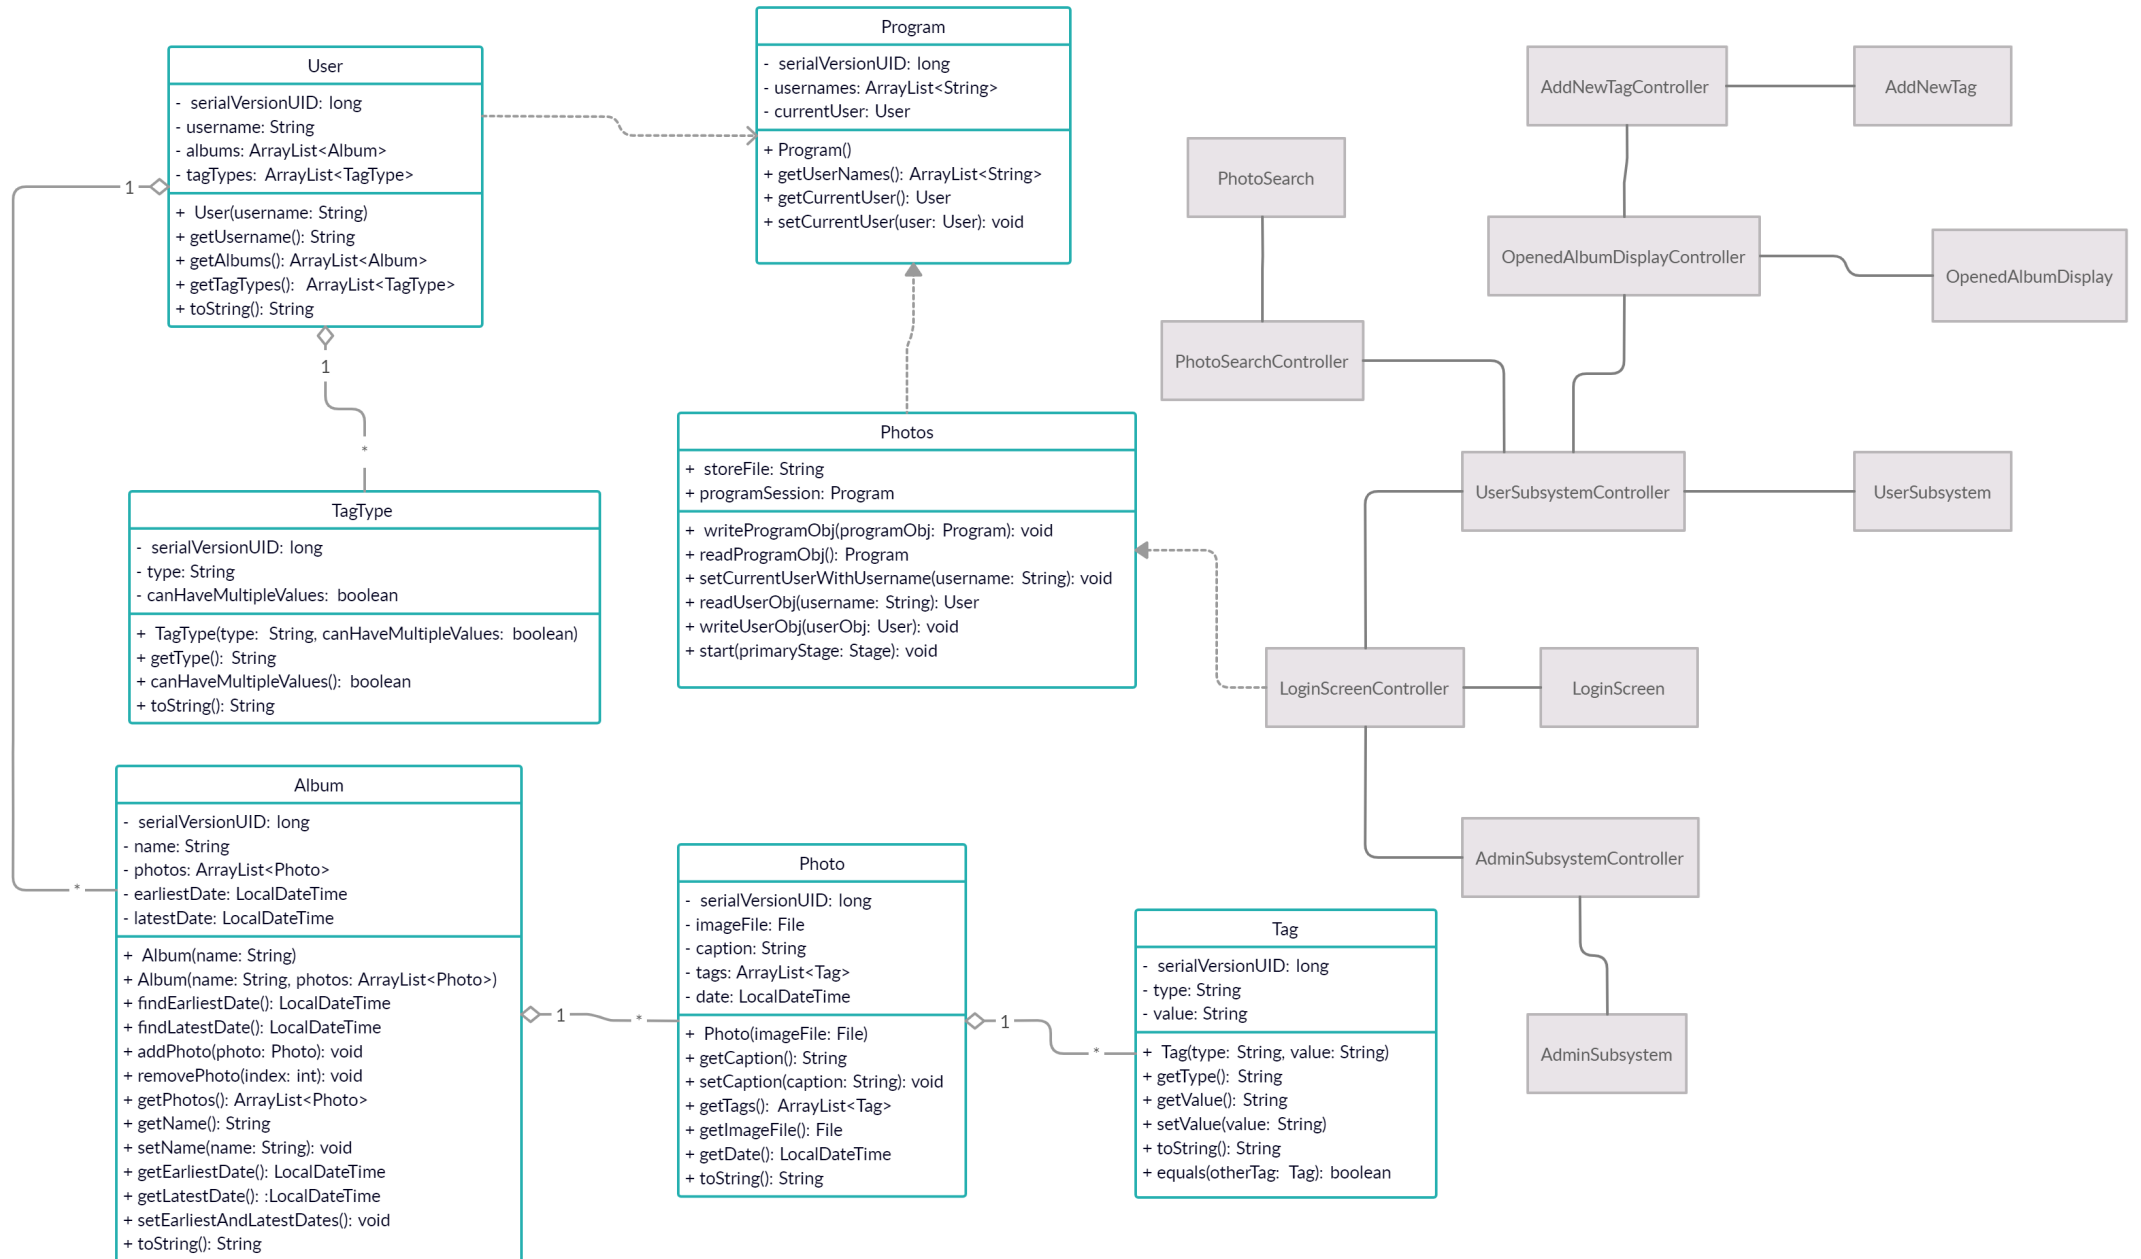 User
- serialVersionUID: long
- username: String
- albums: ArrayList<Album>
- tagTypes: ArrayList<TagType>
+ User(username: String)
+ getUsername(): String
+ getAlbums(): ArrayList<Album>
+ getTagTypes(): ArrayList<TagType>
+ toString(): String
1
*
1
*
Program
- serialVersionUID: long
- usernames: ArrayList<String>
- currentUser: User
+ Program()
+ getUserNames(): ArrayList<String>
+ getCurrentUser(): User
+ setCurrentUser(user: User): void
TagType
- serialVersionUID: long
- type: String
- canHaveMultipleValues: boolean
+ TagType(type: String, canHaveMultipleValues: boolean)
+ getType(): String
+ canHaveMultipleValues(): boolean
+ toString(): String
Photos
+ storeFile: String
+ programSession: Program
+ writeProgramObj(programObj: Program): void
+ readProgramObj(): Program
+ setCurrentUserWithUsername(username: String): void
+ readUserObj(username: String): User
+ writeUserObj(userObj: User): void
+ start(primaryStage: Stage): void
Album
- serialVersionUID: long
- name: String
- photos: ArrayList<Photo>
- earliestDate: LocalDateTime
- latestDate: LocalDateTime
+ Album(name: String)
+ Album(name: String, photos: ArrayList<Photo>)
+ findEarliestDate(): LocalDateTime
+ findLatestDate(): LocalDateTime
+ addPhoto(photo: Photo): void
+ removePhoto(index: int): void
+ getPhotos(): ArrayList<Photo>
+ getName(): String
+ setName(name: String): void
+ getEarliestDate(): LocalDateTime
+ getLatestDate(): :LocalDateTime
+ setEarliestAndLatestDates(): void
+ toString(): String
1
*
Photo
- serialVersionUID: long
- imageFile: File
- caption: String
- tags: ArrayList<Tag>
- date: LocalDateTime
+ Photo(imageFile: File)
+ getCaption(): String
+ setCaption(caption: String): void
+ getTags(): ArrayList<Tag>
+ getImageFile(): File
+ getDate(): LocalDateTime
+ toString(): String
1
*
Tag
- serialVersionUID: long
- type: String
- value: String
+ Tag(type: String, value: String)
+ getType(): String
+ getValue(): String
+ setValue(value: String)
+ toString(): String
+ equals(otherTag: Tag): boolean
AddNewTagController
AddNewTag
PhotoSearch
OpenedAlbumDisplayController
OpenedAlbumDisplay
PhotoSearchController
UserSubsystemController
UserSubsystem
LoginScreenController
LoginScreen
AdminSubsystemController
AdminSubsystem